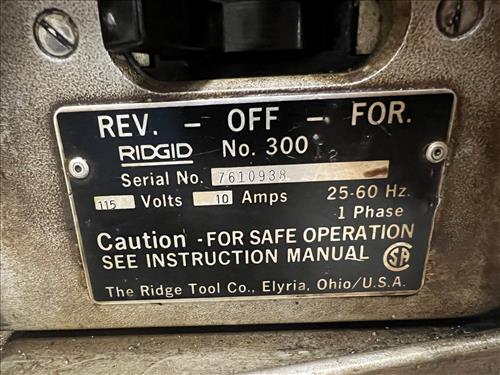 REV. - OFF - FOR.
RIDGID No. 300
Serial No. 7610938
115 Volts 10 Amps 25-60 Hz.
1 Phase
Caution - FOR SAFE OPERATION
SEE INSTRUCTION MANUAL SA
The Ridge Tool Co., Elyria, Ohio/U.S.A.